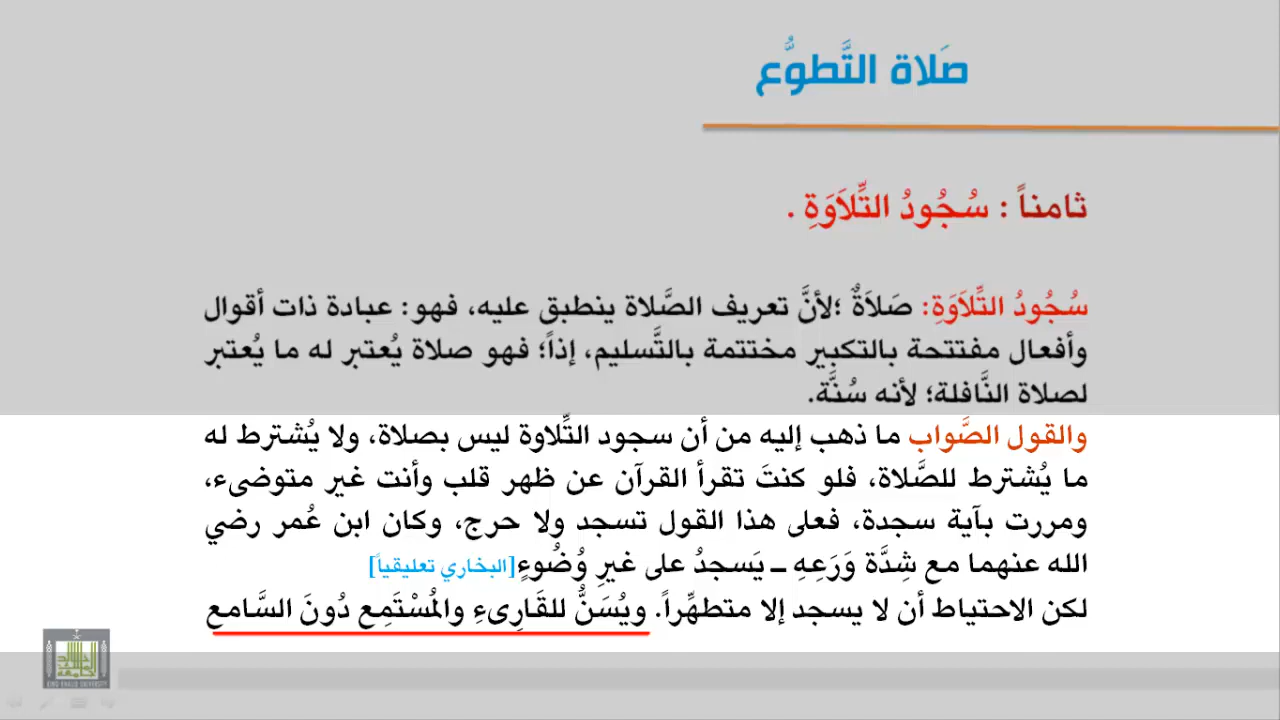 صَلاة التَّطوُّع
ثامناً : سُجُودُ التِّلاَوَةِ .
سُجُودُ التِّلاَوَةِ: صَلاَةٌ ؛لأنَّ تعريف الصَّلاة ينطبق عليه، فهو: عبادة ذات أقوال
وأفعال مفتتحة بالتكبير مختتمة بالتَّسليم، إذاً؛ فهو صلاة يُعتبر له ما يُعتبر
لصلاة النَّافلة؛ لأنه سُنَّة.
والقول الصَّواب ما ذهب إليه من أن سجود التِّلاوة ليس بصلاة، ولا يُشترط له
ما يُشترط للصَّلاة، فلو كنتَ تقرأ القرآن عن ظهر قلب وأنت غير متوضىء،
ومررت بآية سجدة، فعلى هذا القول تسجد ولا حرج، وكان ابن عُمر رضي
الله عنهما مع شِدَّة وَرَعِهِ ـ يَسجدُ على غيرِ وُضُوءٍ[البخاري تعليقياً]
لكن الاحتياط أن لا يسجد إلا متطهِّراً. ويُسَنُّ للقَارِىءِ والمُسْتَمِع دُونَ السَّامع
KING KHALID UNIVERSITY